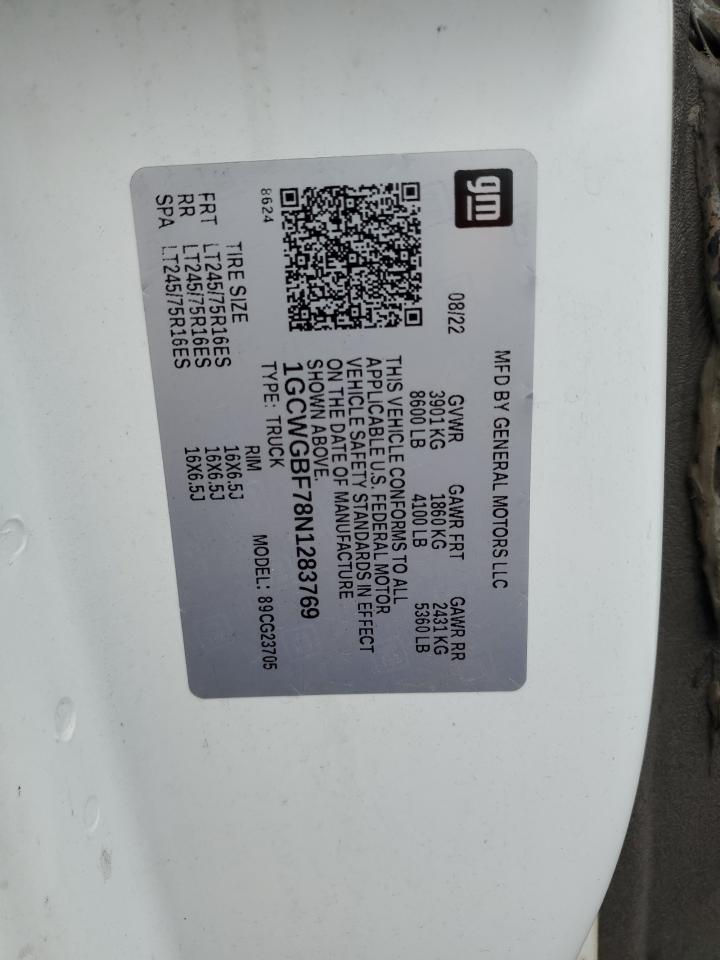 gm
MFD BY GENERAL MOTORS LLC
08/22
GVWR GAWR FRT GAWR RR
3901 KG 1860 KG 2431 KG
8600 LB 4100 LB 5360 LB
THIS VEHICLE CONFORMS TO ALL
APPLICABLE U.S. FEDERAL MOTOR
VEHICLE SAFETY STANDARDS IN EFFECT
ON THE DATE OF MANUFACTURE
SHOWN ABOVE.
1GCWGBF78N1283769
TYPE: TRUCK MODEL: 89CG23705
8624
TIRE SIZE RIM
FRT LT245/75R16ES 16X6.5J
RR LT245/75R16ES 16X6.5J
SPA LT245/75R16ES 16X6.5J